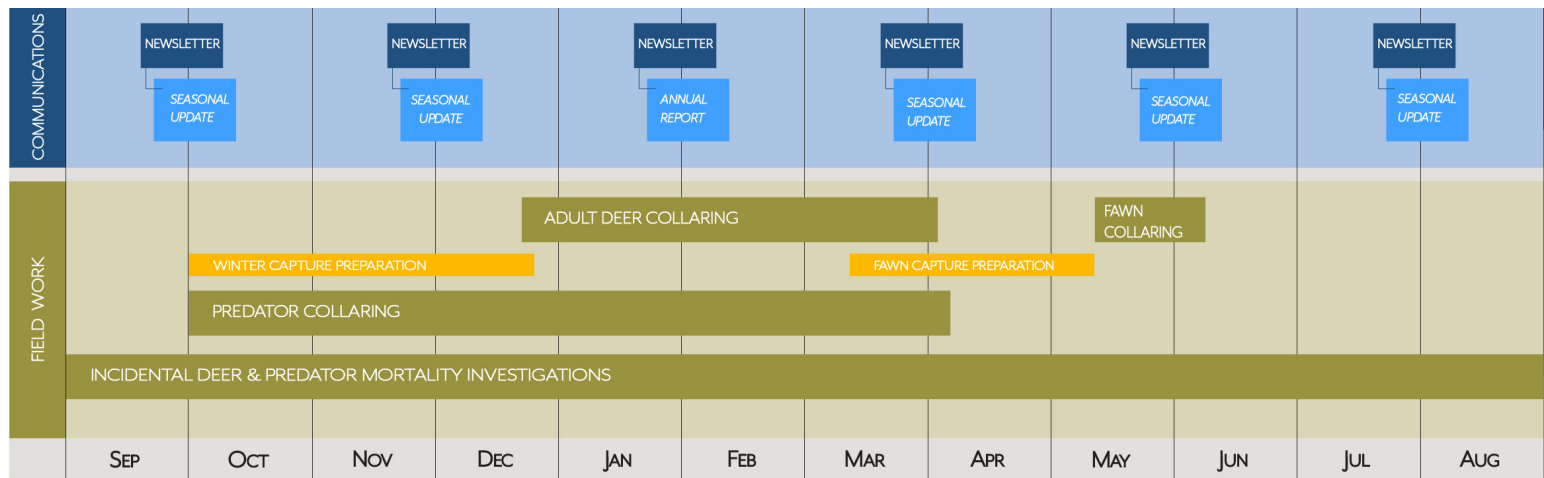 COMMUNICATIONS
NEWSLETTER
NEWSLETTER
NEWSLETTER
NEWSLETTER
NEWSLETTER
NEWSLETTER
SEASONAL
UPDATE
SEASONAL
UPDATE
ANNUAL
REPORT
SEASONAL
UPDATE
SEASONAL
UPDATE
SEASONAL
UPDATE
FIELD WORK
ADULT DEER COLLARING
FAWN
COLLARING
WINTER CAPTURE PREPARATION
FAWN CAPTURE PREPARATION
PREDATOR COLLARING
INCIDENTAL DEER & PREDATOR MORTALITY INVESTIGATIONS
SEP OCT NOV DEC JAN FEB MAR APR MAY JUN JUL AUG